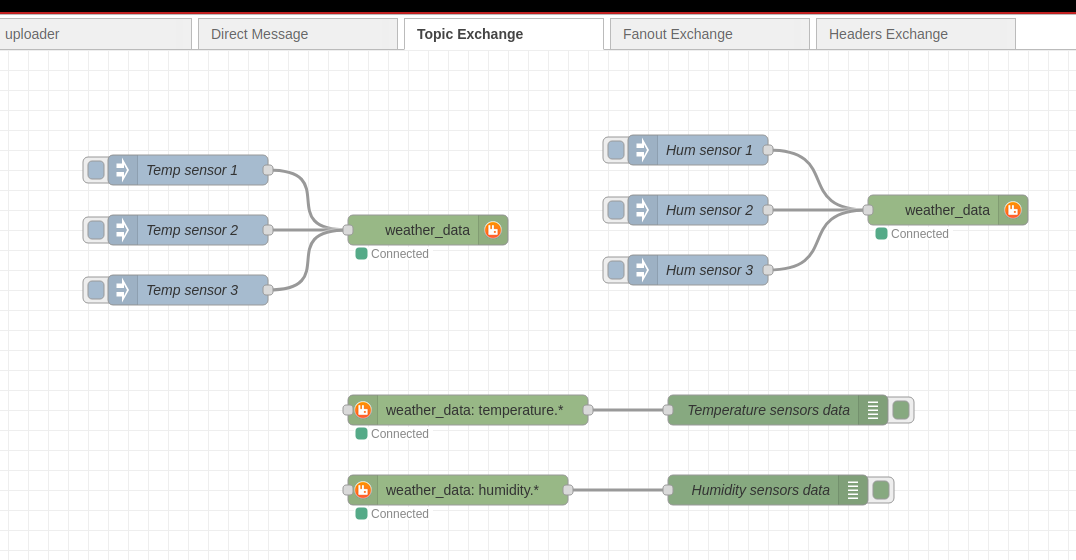 uploader
Direct Message
Topic Exchange
Fanout Exchange
Headers Exchange
Temp sensor 1
Temp sensor 2
Temp sensor 3
weather_data
Connected
Hum sensor 1
Hum sensor 2
Hum sensor 3
weather_data
Connected
weather_data: temperature.*
Connected
Temperature sensors data
weather_data: humidity.*
Connected
Humidity sensors data